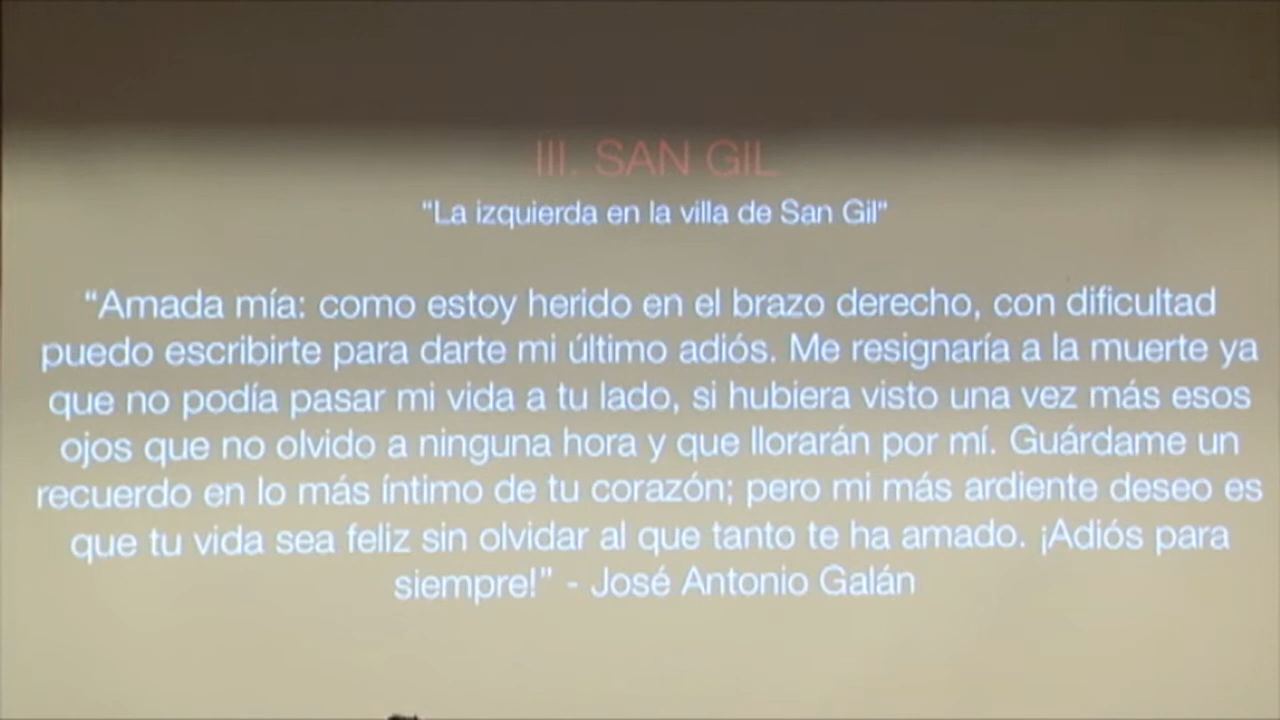 III. SAN GIL
"La izquierda en la villa de San Gil"
“Amada mía: como estoy herido en el brazo derecho, con dificultad
puedo escribirte para darte mi último adiós. Me resignaría a la muerte ya
que no podía pasar mi vida a tu lado, si hubiera visto una vez más esos
ojos que no olvido a ninguna hora y que llorarán por mí. Guárdame un
recuerdo en lo más íntimo de tu corazón; pero mi más ardiente deseo es
que tu vida sea feliz sin olvidar al que tanto te ha amado. ¡Adiós para
siempre!” - José Antonio Galán